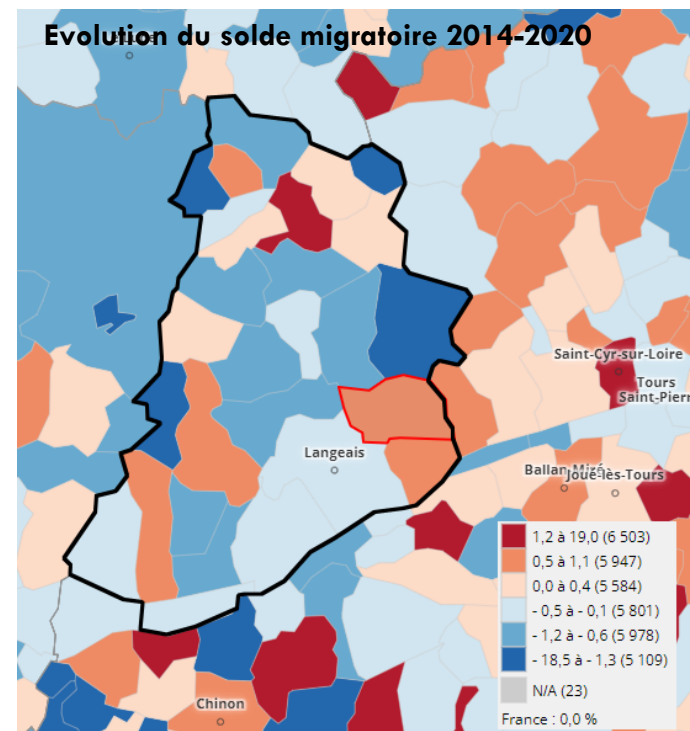 Evolution du solde migratoire 2014-2020
Saint-Cyr-sur-Loire
Tours
Saint-Pierr
Langeais
Ballan-Miré
Joué-lès-Tours
Chinon
1,2 à 19,0 (6 503)
0,5 à 1,1 (5 947)
0,0 à 0,4 (5 584)
- 0,5 à - 0,1 (5 801)
- 1,2 à - 0,6 (5 978)
- 18,5 à - 1,3 (5 109)
N/A (23)
France : 0,0 %